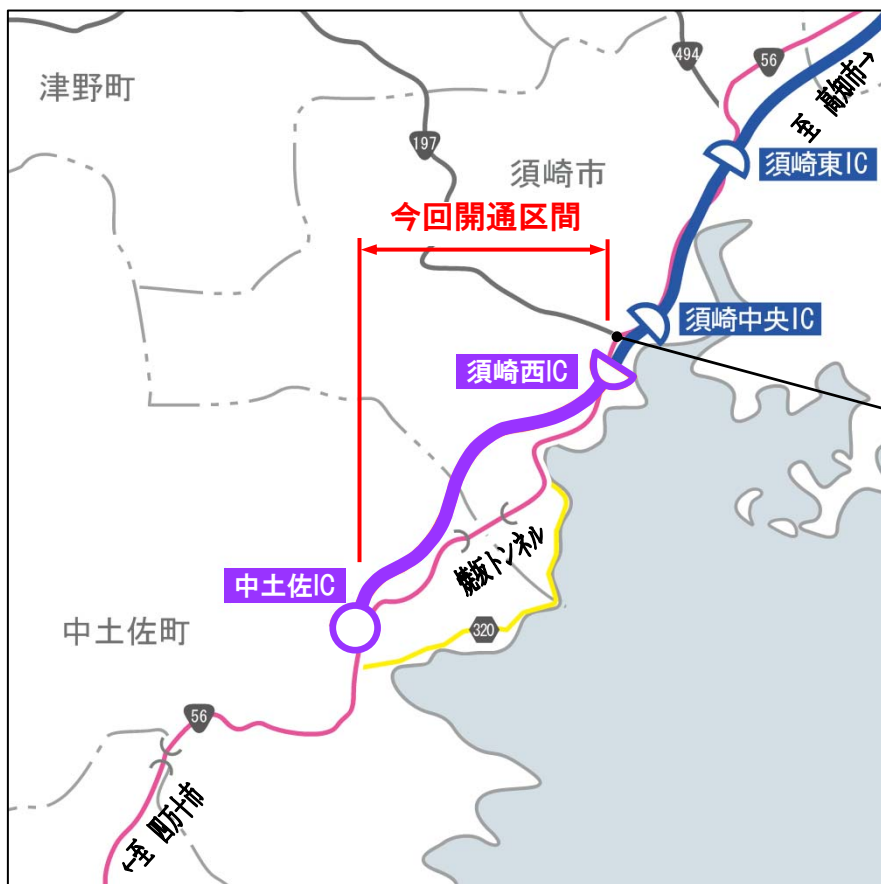 津野町
494
56
至 高知市→
197
須崎市
須崎東IC
今回開通区間
須崎中央IC
須崎西IC
焼坂トンネル
中土佐IC
320
中土佐町
56
←至 四万十市